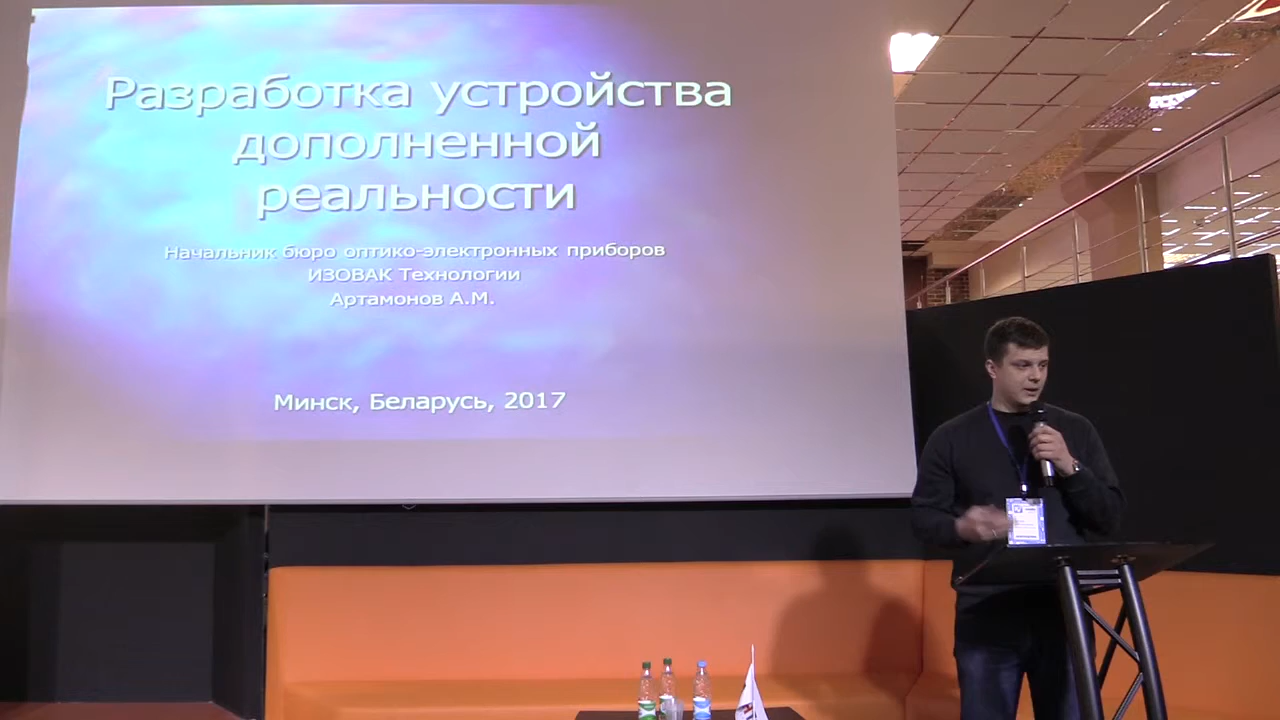 Разработка устройства
дополненной
реальности
Начальник бюро оптико-электронных приборов
ИЗОВАК Технологии
Артамонов А.М.
Минск, Беларусь, 2017